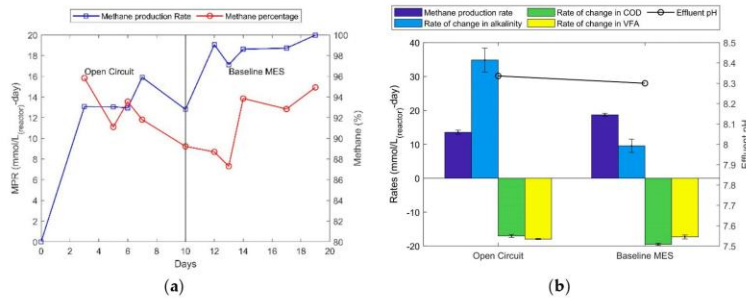 Methane production Rate
Methane percentage
20
18
16
14
12
10
8
6
4
2
0
MPR (mmol/L(reactor)-day)
Open Circuit
Baseline MES
100
98
96
94
92
90
88
86
84
82
80
Methane (%)
0 2 4 6 8 10 12 14 16 18 20
Days
(a)
Methane production rate
Rate of change in alkalinity
Rate of change in COD
Rate of change in VFA
Effluent pH
40
30
20
10
0
-10
-20
Rates (mmol/L(reactor)-day)
8.5
8.4
8.3
8.2
8.1
8
7.9
7.8
7.7
7.6
7.5
Effluent pH
Open Circuit
Baseline MES
(b)